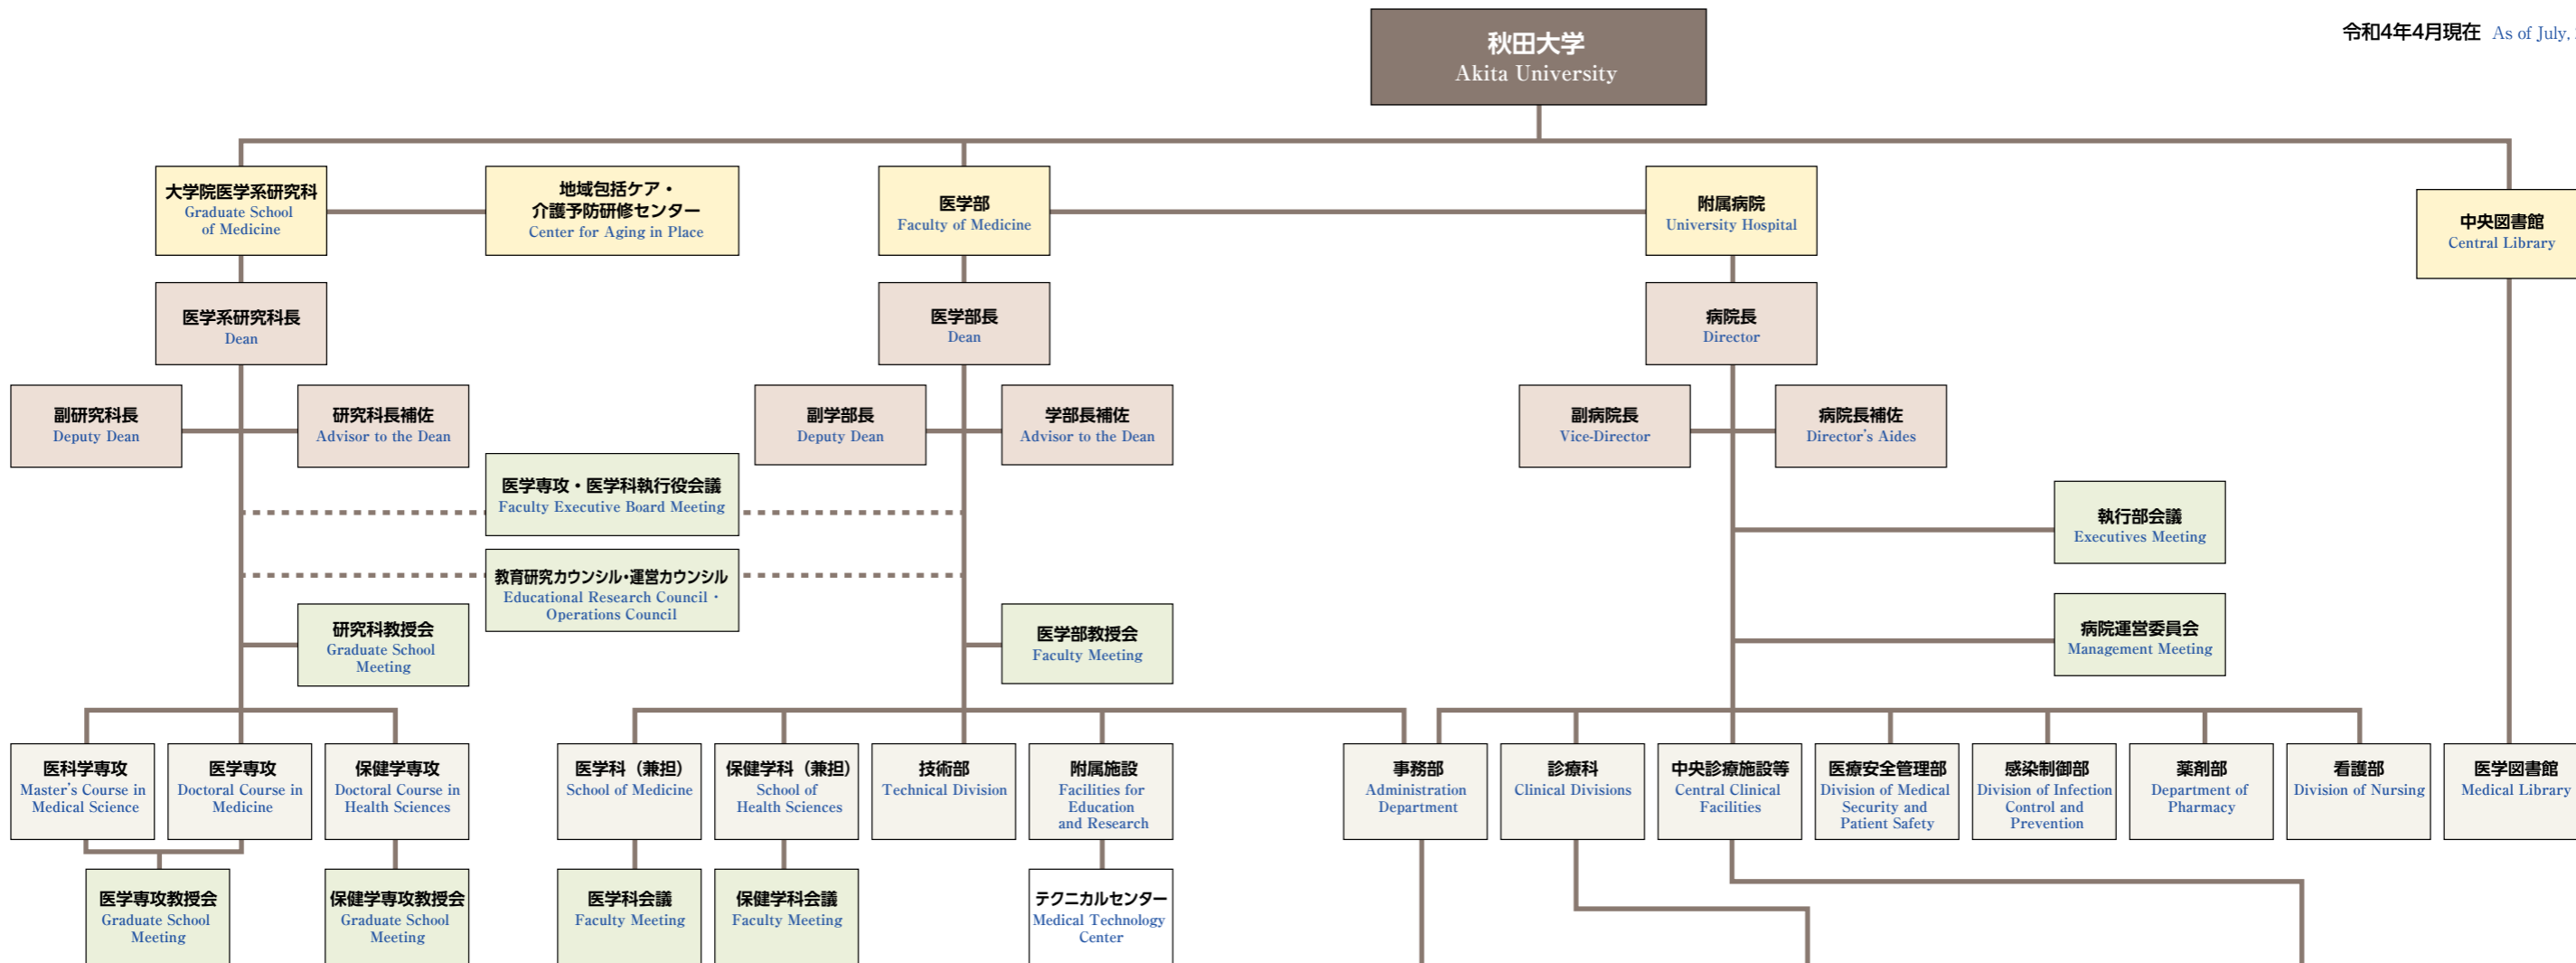 秋田大学
Akita University
令和4年4月現在 As of July,
大学院医学系研究科
Graduate School
of Medicine
地域包括ケア・
介護予防研修センター
Center for Aging in Place
医学部
Faculty of Medicine
附属病院
University Hospital
中央図書館
Central Library
医学系研究科長
Dean
医学部長
Dean
病院長
Director
副研究科長
Deputy Dean
研究科長補佐
Advisor to the Dean
副学部長
Deputy Dean
学部長補佐
Advisor to the Dean
副病院長
Vice-Director
病院長補佐
Director's Aides
医学専攻・医学科執行役会議
Faculty Executive Board Meeting
執行部会議
Executives Meeting
教育研究カウンシル・運営カウンシル
Educational Research Council・
Operations Council
研究科教授会
Graduate School
Meeting
医学部教授会
Faculty Meeting
病院運営委員会
Management Meeting
医科学専攻
Master's Course in
Medical Science
医学専攻
Doctoral Course in
Medicine
保健学専攻
Doctoral Course in
Health Sciences
医学科（兼担）
School of Medicine
保健学科（兼担）
School of
Health Sciences
技術部
Technical Division
附属施設
Facilities for
Education
and Research
事務部
Administration
Department
診療科
Clinical Divisions
中央診療施設等
Central Clinical
Facilities
医療安全管理部
Division of Medical
Security and
Patient Safety
感染制御部
Division of Infection
Control and
Prevention
薬剤部
Department of
Pharmacy
看護部
Division of Nursing
医学図書館
Medical Library
医学専攻教授会
Graduate School
Meeting
保健学専攻教授会
Graduate School
Meeting
医学科会議
Faculty Meeting
保健学科会議
Faculty Meeting
テクニカルセンター
Medical Technology
Center